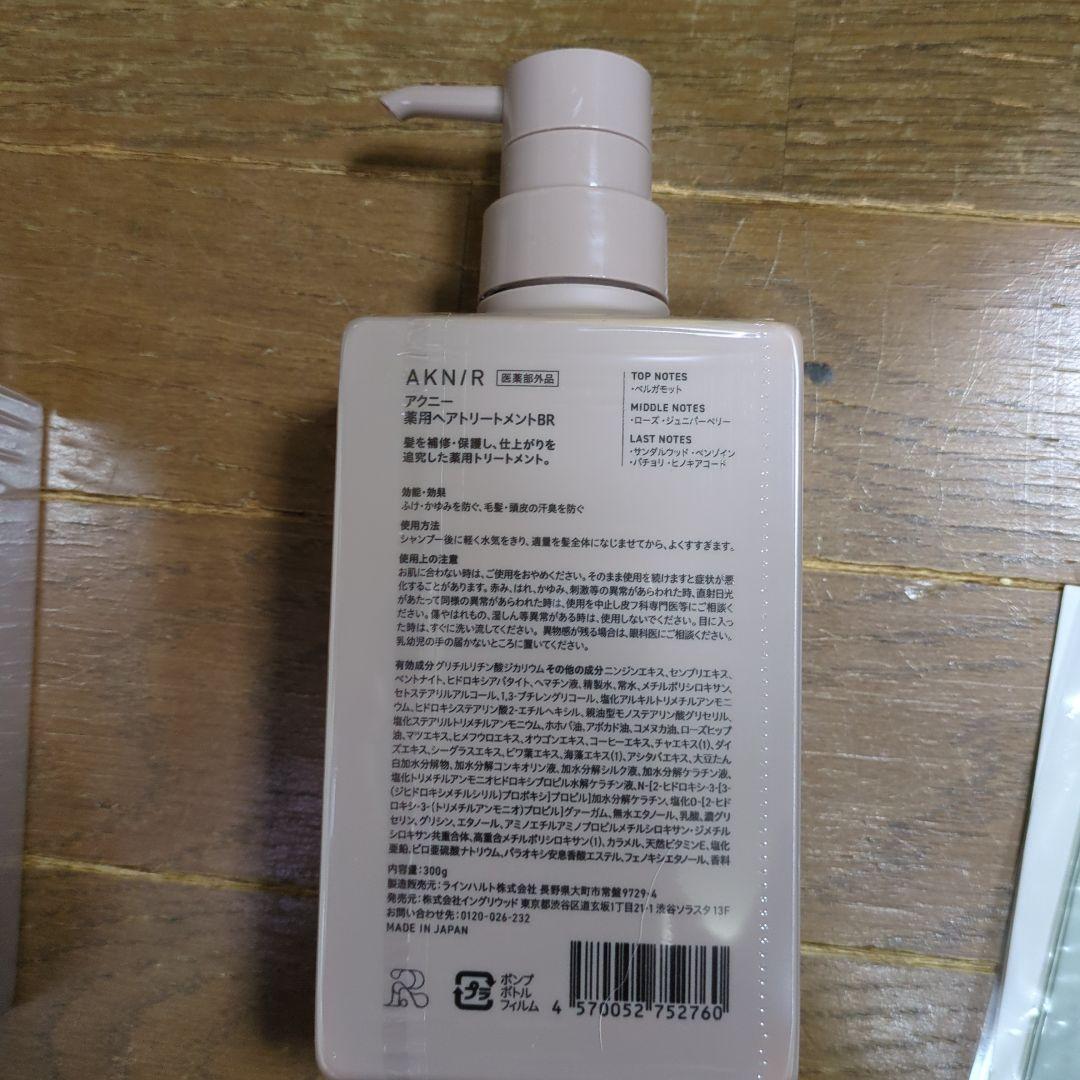 AKN/R 医薬部外品
アクニー
薬用ヘアトリートメントBR
髪を補修・保護し、仕上がりを
追究した薬用トリートメント。
TOP NOTES
・ベルガモット
MIDDLE NOTES
・ローズ・ジュニパーベリー
LAST NOTES
・サンダルウッド・ベンゾイン
・パチョリ・ヒノキアコード
効能・効果
ふけ・かゆみを防ぐ、毛髪・頭皮の汗臭を防ぐ
使用方法
シャンプー後に軽く水気をきり、適量を髪全体になじませてから、よくすすぎます。
使用上の注意
お肌に合わない時は、ご使用をおやめください。そのまま使用を続けますと症状が悪
化することがあります。赤み、はれ、かゆみ、刺激等の異常があらわれた時、直射日光
があたって同様の異常があらわれた時は、使用を中止し皮フ科専門医等にご相談く
ださい。傷やはれもの、湿しん等異常がある時は、使用しないでください。目に入っ
た時は、すぐに洗い流してください。 異物感が残る場合は、眼科医にご相談ください。
乳幼児の手の届かないところに置いてください。
有効成分 グリチルリチン酸ジカリウム その他の成分 ニンジンエキス、センブリエキス、
ベントナイト、ヒドロキシアパタイト、ヘマチン液、精製水、常水、メチルポリシロキサン、
セトステアリルアルコール、1,3-ブチレングリコール、塩化アルキルトリメチルアンモニ
ウム、ヒドロキシステアリン酸2-エチルヘキシル、親油型モノステアリン酸グリセリル、
塩化ステアリルトリメチルアンモニウム、ホホバ油、アボカド油、コメヌカ油、ローズヒップ
油、マツエキス、ヒメフウロエキス、オウゴンエキス、コーヒーエキス、チャエキス(1)、ダイ
ズエキス、シーグラスエキス、ビワ葉エキス、海藻エキス(1)、アシタバエキス、大豆たん
白加水分解物、加水分解コンキオリン液、加水分解シルク液、加水分解ケラチン液、
塩化トリメチルアンモニオヒドロキシプロピル水解ケラチン液、N-[2-ヒドロキシ-3-[3-
(ジヒドロキシメチルシリル)プロポキシ]プロピル]加水分解ケラチン、塩化O-[2-ヒド
ロキシ-3-(トリメチルアンモニオ)プロピル]グァーガム、無水エタノール、乳酸、濃グリ
セリン、グリシン、エタノール、アミノエチルアミノプロピルメチルシロキサン・ジメチル
シロキサン共重合体、高重合メチルポリシロキサン(1)、カラメル、天然ビタミンE、塩化
亜鉛、ピロ亜硫酸ナトリウム、パラオキシ安息香酸エステル、フェノキシエタノール、香料
内容量:300g
製造販売元:ラインハルト株式会社 長野県大町市常盤9729-4
発売元:株式会社イングリウッド 東京都渋谷区道玄坂1丁目21-1 渋谷ソラスタ 13F
お問い合わせ先:0120-026-232
MADE IN JAPAN
プラ
ポンプ
ボトル
フィルム
4 570052 752760